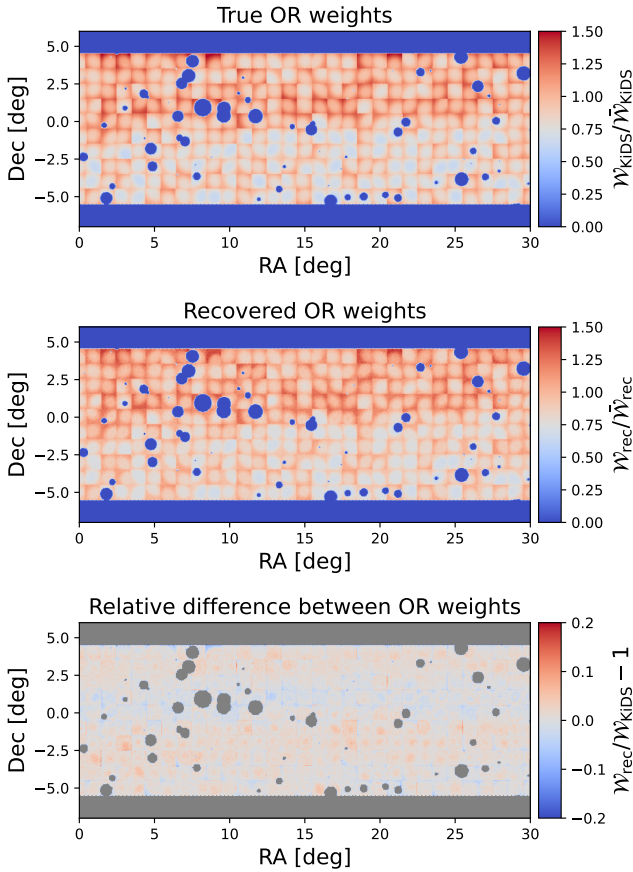 True OR weights
5.0
2.5
0.0
−2.5
−5.0
Dec [deg]
0 5 10 15 20 25 30
RA [deg]
1.50
1.25
1.00
0.75
0.50
0.25
0.00
𝓌KiDS/𝓌̄KiDS
Recovered OR weights
5.0
2.5
0.0
−2.5
−5.0
Dec [deg]
0 5 10 15 20 25 30
RA [deg]
1.50
1.25
1.00
0.75
0.50
0.25
0.00
𝓌rec/𝓌̄rec
Relative difference between OR weights
5.0
2.5
0.0
−2.5
−5.0
Dec [deg]
0 5 10 15 20 25 30
RA [deg]
0.2
0.1
0.0
−0.1
−0.2
𝓌rec/𝓌KiDS − 1